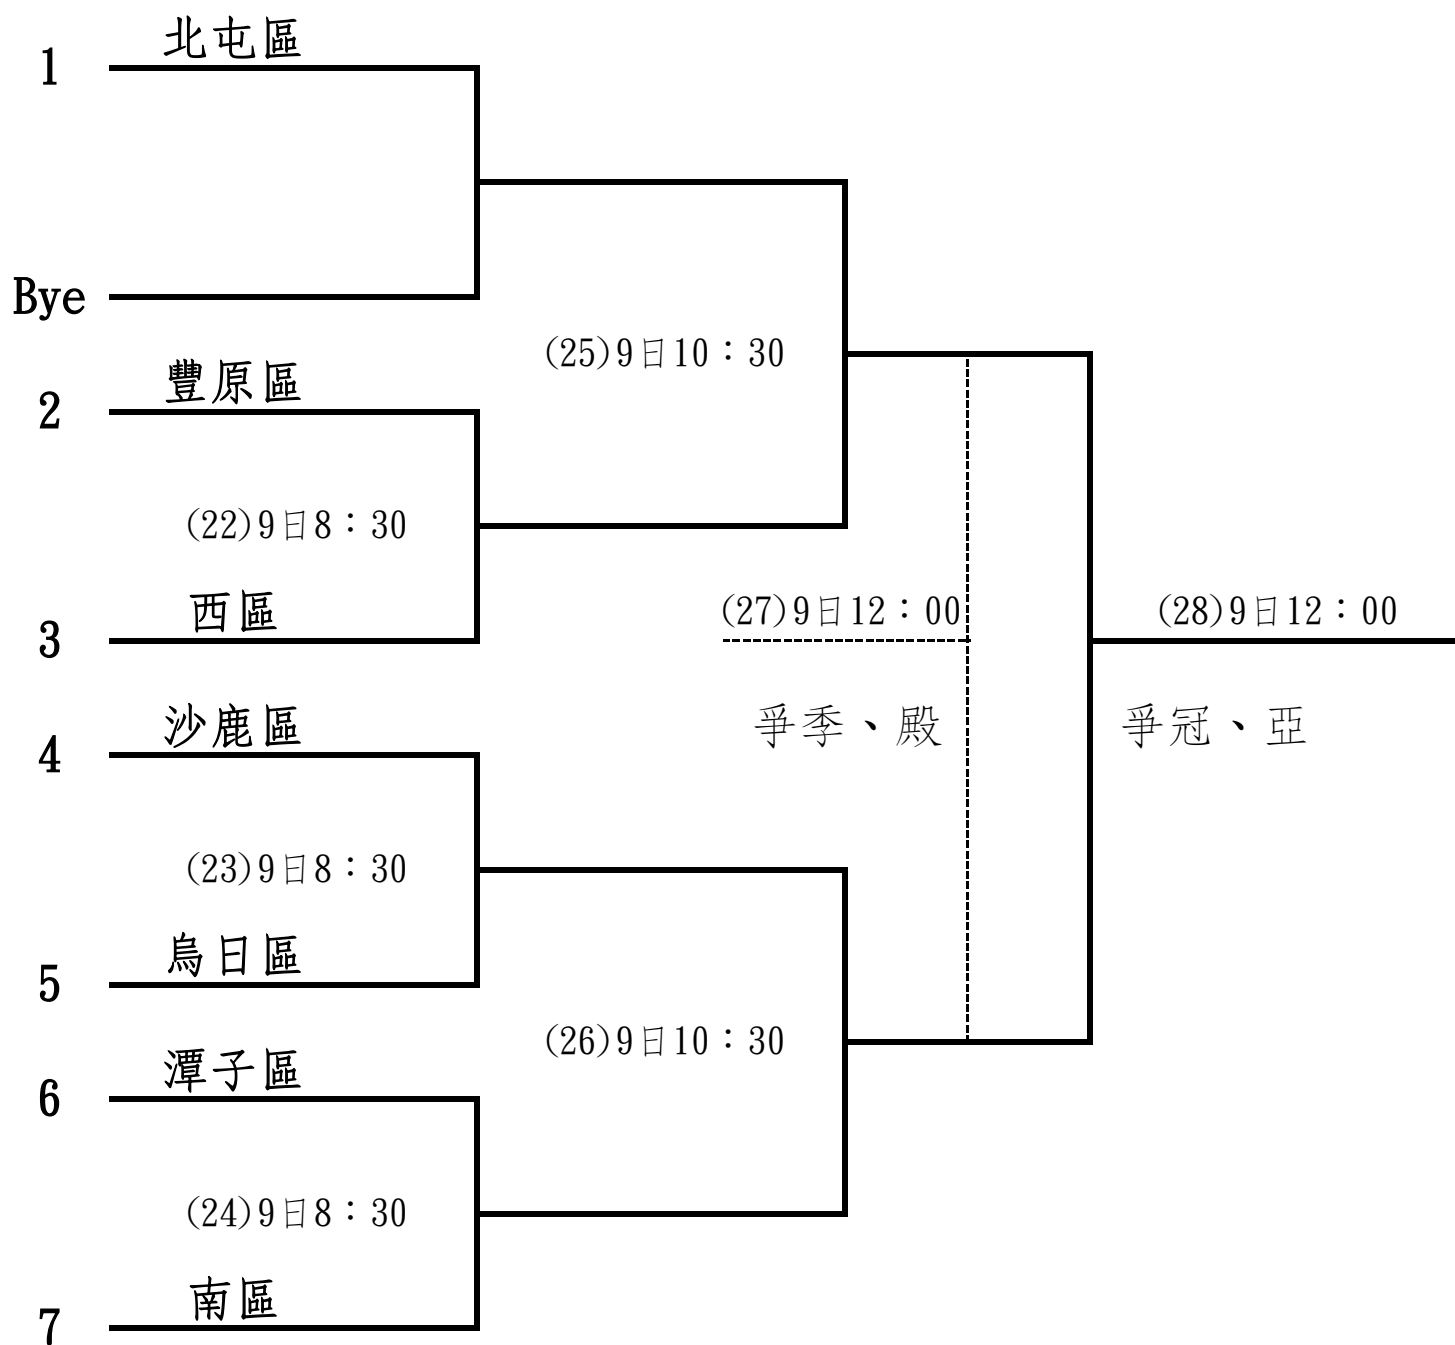 北屯區
1
Bye
(25)9日10：30
豐原區
2
(22)9日8：30
西區
3
(27)9日12：00
(28)9日12：00
爭季、殿
爭冠、亞
沙鹿區
4
(23)9日8：30
烏日區
5
(26)9日10：30
潭子區
6
(24)9日8：30
南區
7